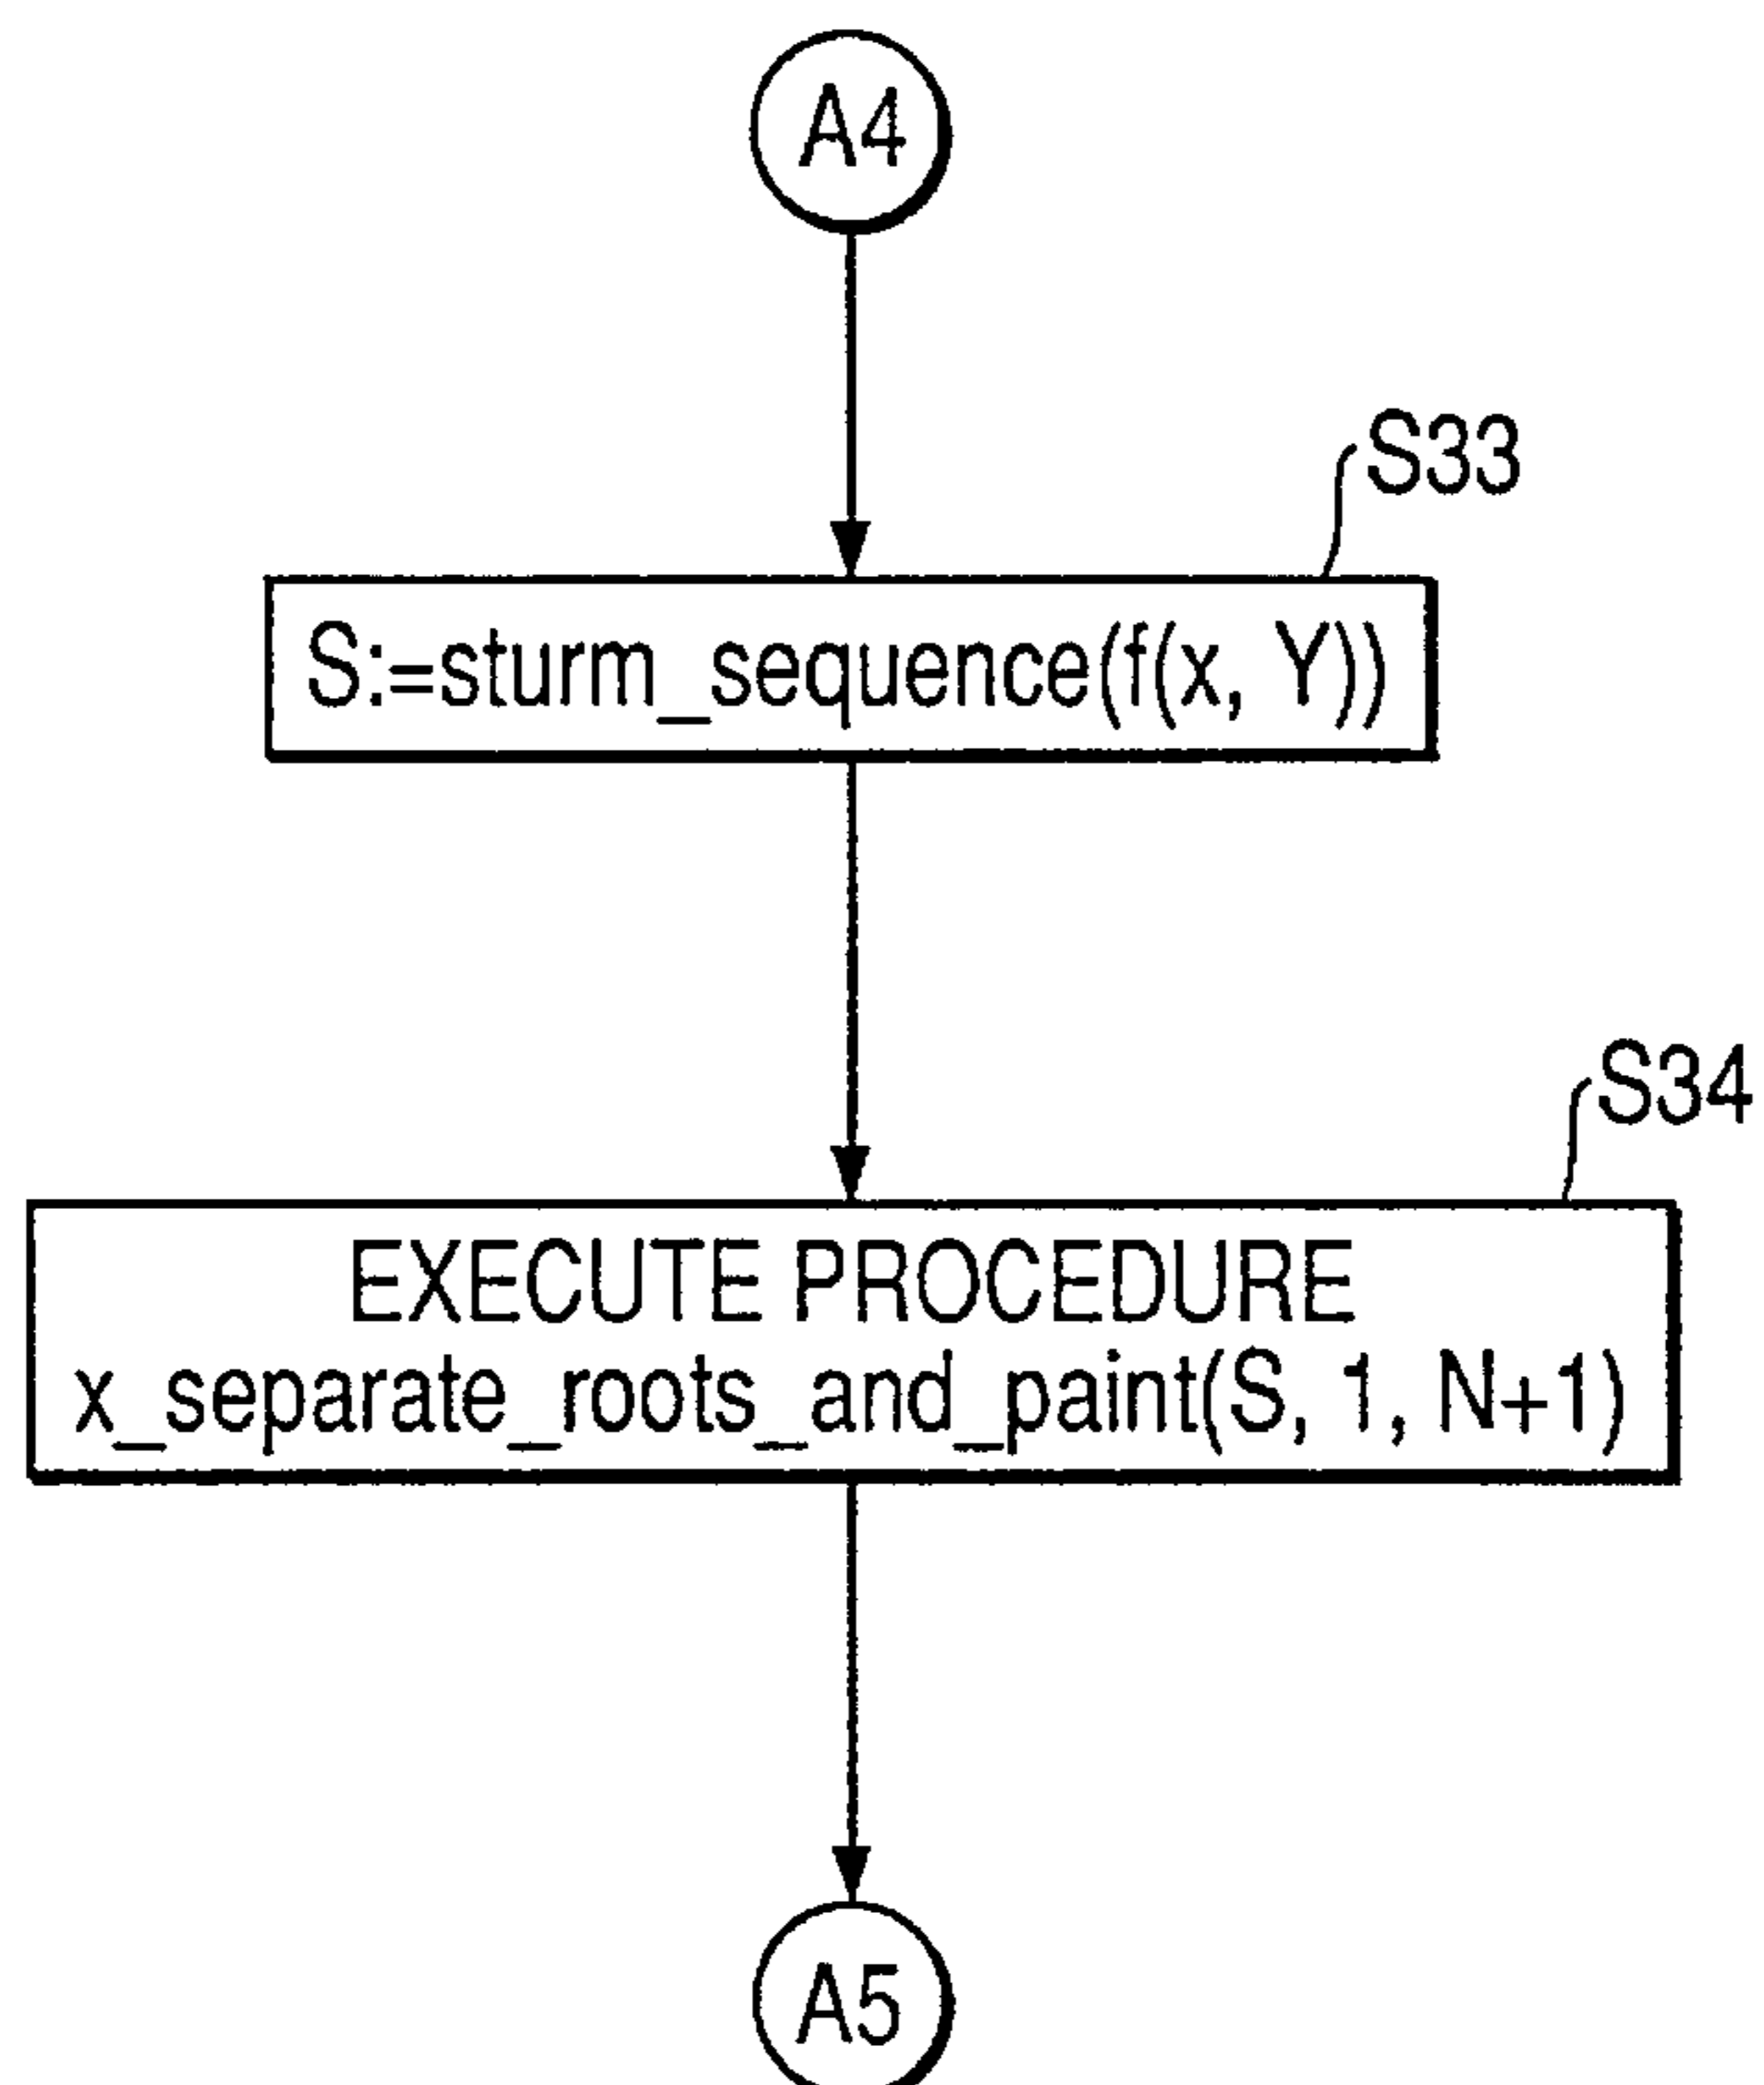 A4
S33
S:=sturm_sequence(f(x, Y))
S34
EXECUTE PROCEDURE
x_separate_roots_and_paint(S, 1, N+1)
A5